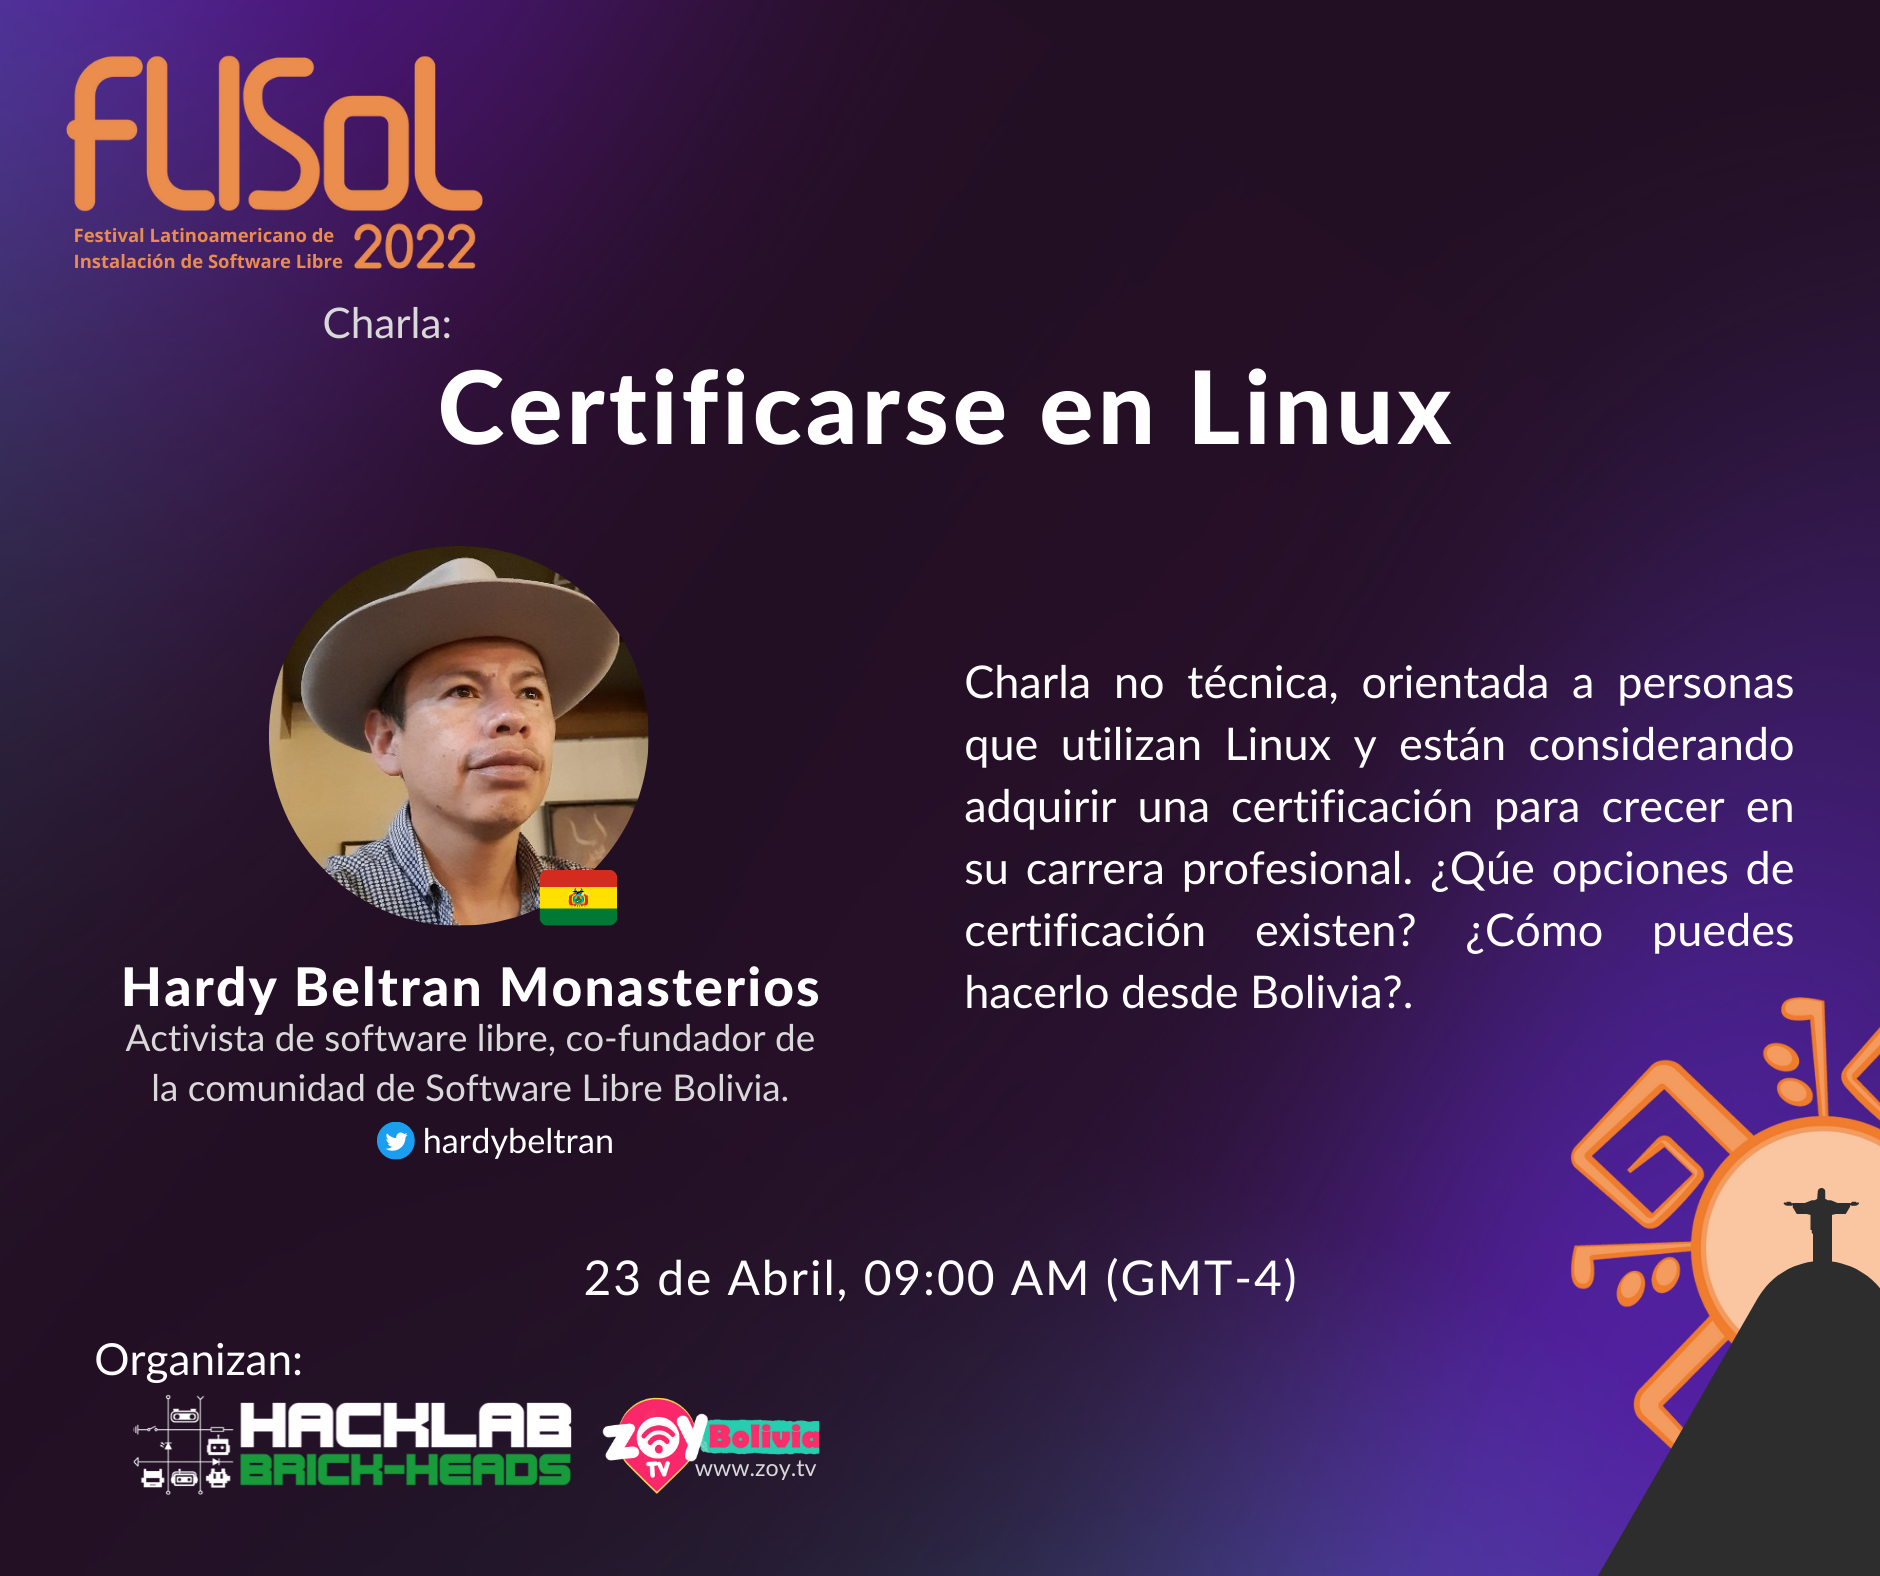 FLISoL
Festival Latinoamericano de
Instalación de Software Libre
2022
Charla:
Certificarse en Linux
Charla no técnica, orientada a personas
que utilizan Linux y están considerando
adquirir una certificación para crecer en
su carrera profesional. ¿Qúe opciones de
certificación existen? ¿Cómo puedes
hacerlo desde Bolivia?.
Hardy Beltran Monasterios
Activista de software libre, co-fundador de
la comunidad de Software Libre Bolivia.
hardybeltran
23 de Abril, 09:00 AM (GMT-4)
Organizan:
HACKLAB
BRICK-HEADS
ZOY
TV
Bolivia
www.zoy.tv